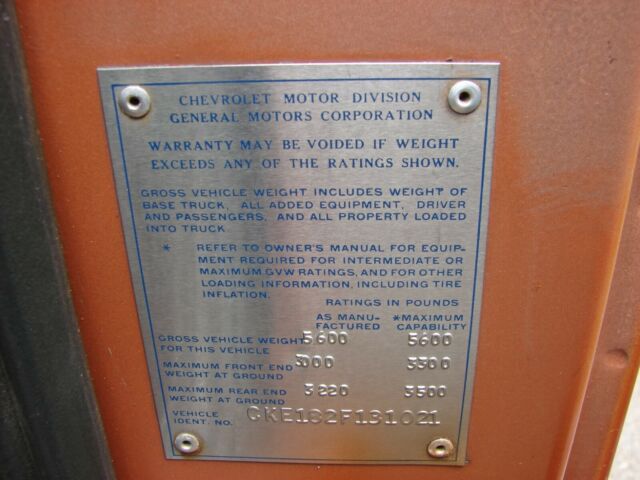 CHEVROLET MOTOR DIVISION
GENERAL MOTORS CORPORATION
WARRANTY MAY BE VOIDED IF WEIGHT
EXCEEDS ANY OF THE RATINGS SHOWN.
GROSS VEHICLE WEIGHT INCLUDES WEIGHT OF
BASE TRUCK, ALL ADDED EQUIPMENT, DRIVER
AND PASSENGERS, AND ALL PROPERTY LOADED
INTO TRUCK.
* REFER TO OWNER'S MANUAL FOR EQUIP-
MENT REQUIRED FOR INTERMEDIATE OR
MAXIMUM GVW RATINGS, AND FOR OTHER
LOADING INFORMATION, INCLUDING TIRE
INFLATION.
RATINGS IN POUNDS
AS MANU- *MAXIMUM
FACTURED CAPABILITY
GROSS VEHICLE WEIGHT 5600 5600
FOR THIS VEHICLE
MAXIMUM FRONT END 3000 3300
WEIGHT AT GROUND
MAXIMUM REAR END 3220 3500
WEIGHT AT GROUND
VEHICLE
IDENT. NO. CKE182F131021